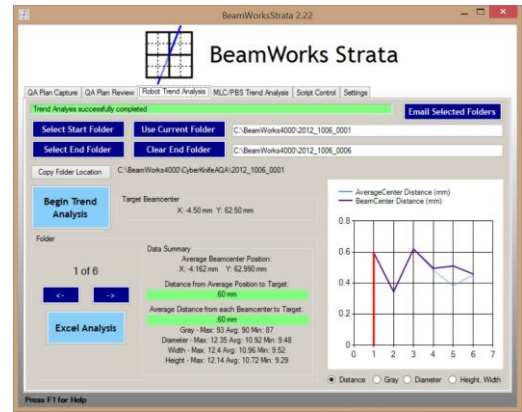 BeamWorksStrata 2.22
BeamWorks Strata
QA Plan Capture QA Plan Review Robot Trend Analysis MLC/PBS Trend Analysis Script Control Settings
Trend Analysis successfully completed
Email Selected Folders
Select Start Folder Use Current Folder C:\BeamWorks4000\2012_1006_0001
Select End Folder Clear End Folder C:\BeamWorks4000\2012_1006_0006
Copy Folder Location C:\BeamWorks4000\CyberKnifeAQA\2012_1006_0001
Begin Trend Analysis
Target Beamcenter
X: -4.50 mm Y: 62.50 mm
Folder
1 of 6
<- ->
Excel Analysis
Data Summary
Average Beamcenter Position:
X: -4.162 mm Y: 62.990 mm
Distance from Average Position to Target:
.60 mm
Average Distance from each Beamcenter to Target:
.60 mm
Gray - Max: 93 Avg: 90 Min: 87
Diameter - Max: 12.35 Avg: 10.92 Min: 9.48
Width - Max: 12.4 Avg: 10.96 Min: 9.52
Height - Max: 12.14 Avg: 10.72 Min: 9.29
AverageCenter Distance (mm)
BeamCenter Distance (mm)
0.8
0.6
0.4
0.2
0
0 1 2 3 4 5 6 7
Distance Gray Diameter Height, Width
Press F1 for Help